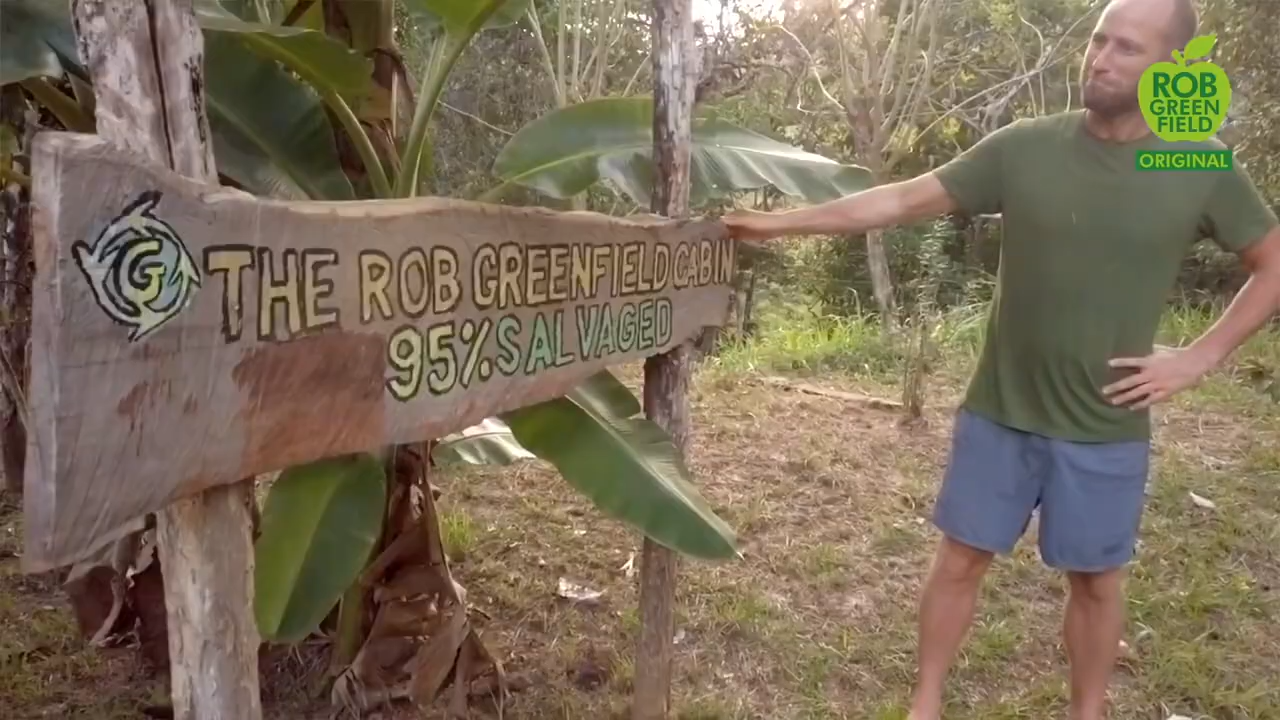 G
THE ROB GREENFIELD CABIN
95% SALVAGED
ROB
GREEN
FIELD
ORIGINAL